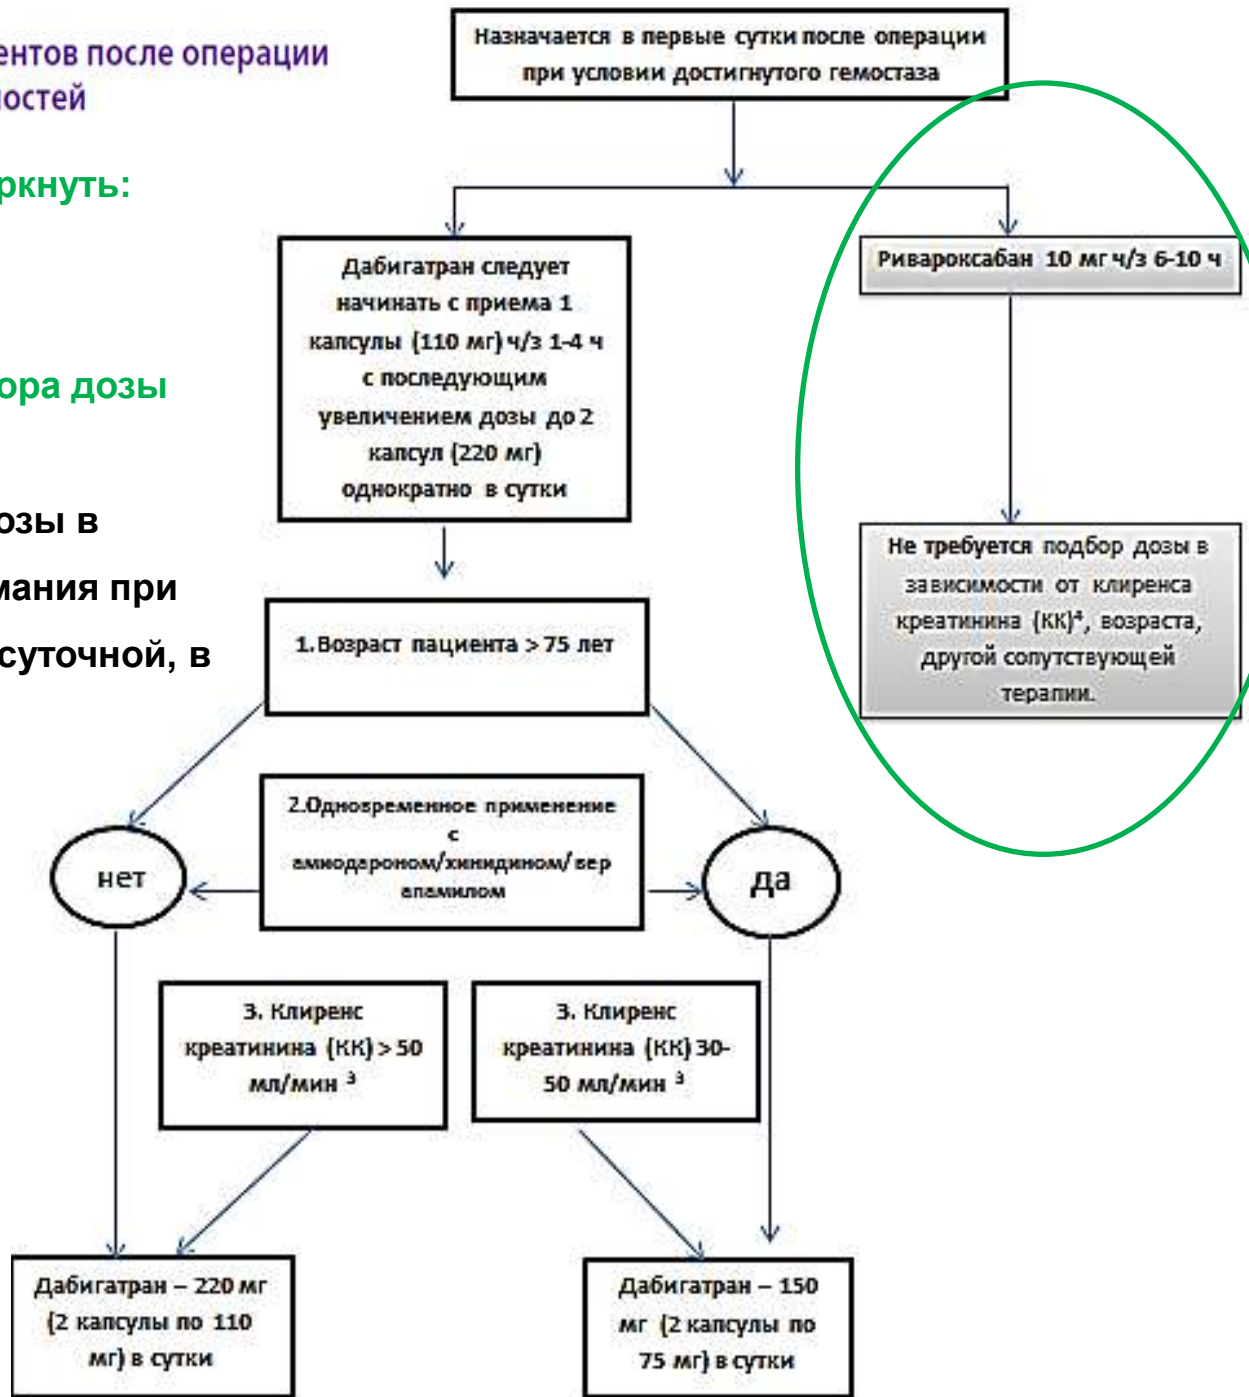 ентов после операции
ностей
ркнуть:
ора дозы
озы в
мания при
суточной, в
Назначается в первые сутки после операции
при условии достигнутого гемостаза
Дабигатран следует
начинать с приема 1
капсулы (110 мг) ч/з 1-4 ч
с последующим
увеличением дозы до 2
капсул (220 мг)
однократно в сутки
Ривароксабан 10 мг ч/з 6-10 ч
Не требуется подбор дозы в
зависимости от клиренса
креатинина (КК)⁴, возраста,
другой сопутствующей
терапии.
1.Возраст пациента > 75 лет
2.Одновременное применение
с
амиодароном/хинидином/вер
апамилом
нет
да
3. Клиренс
креатинина (КК) > 50
мл/мин ³
3. Клиренс
креатинина (КК) 30-
50 мл/мин ³
Дабигатран – 220 мг
(2 капсулы по 110
мг) в сутки
Дабигатран – 150
мг (2 капсулы по
75 мг) в сутки